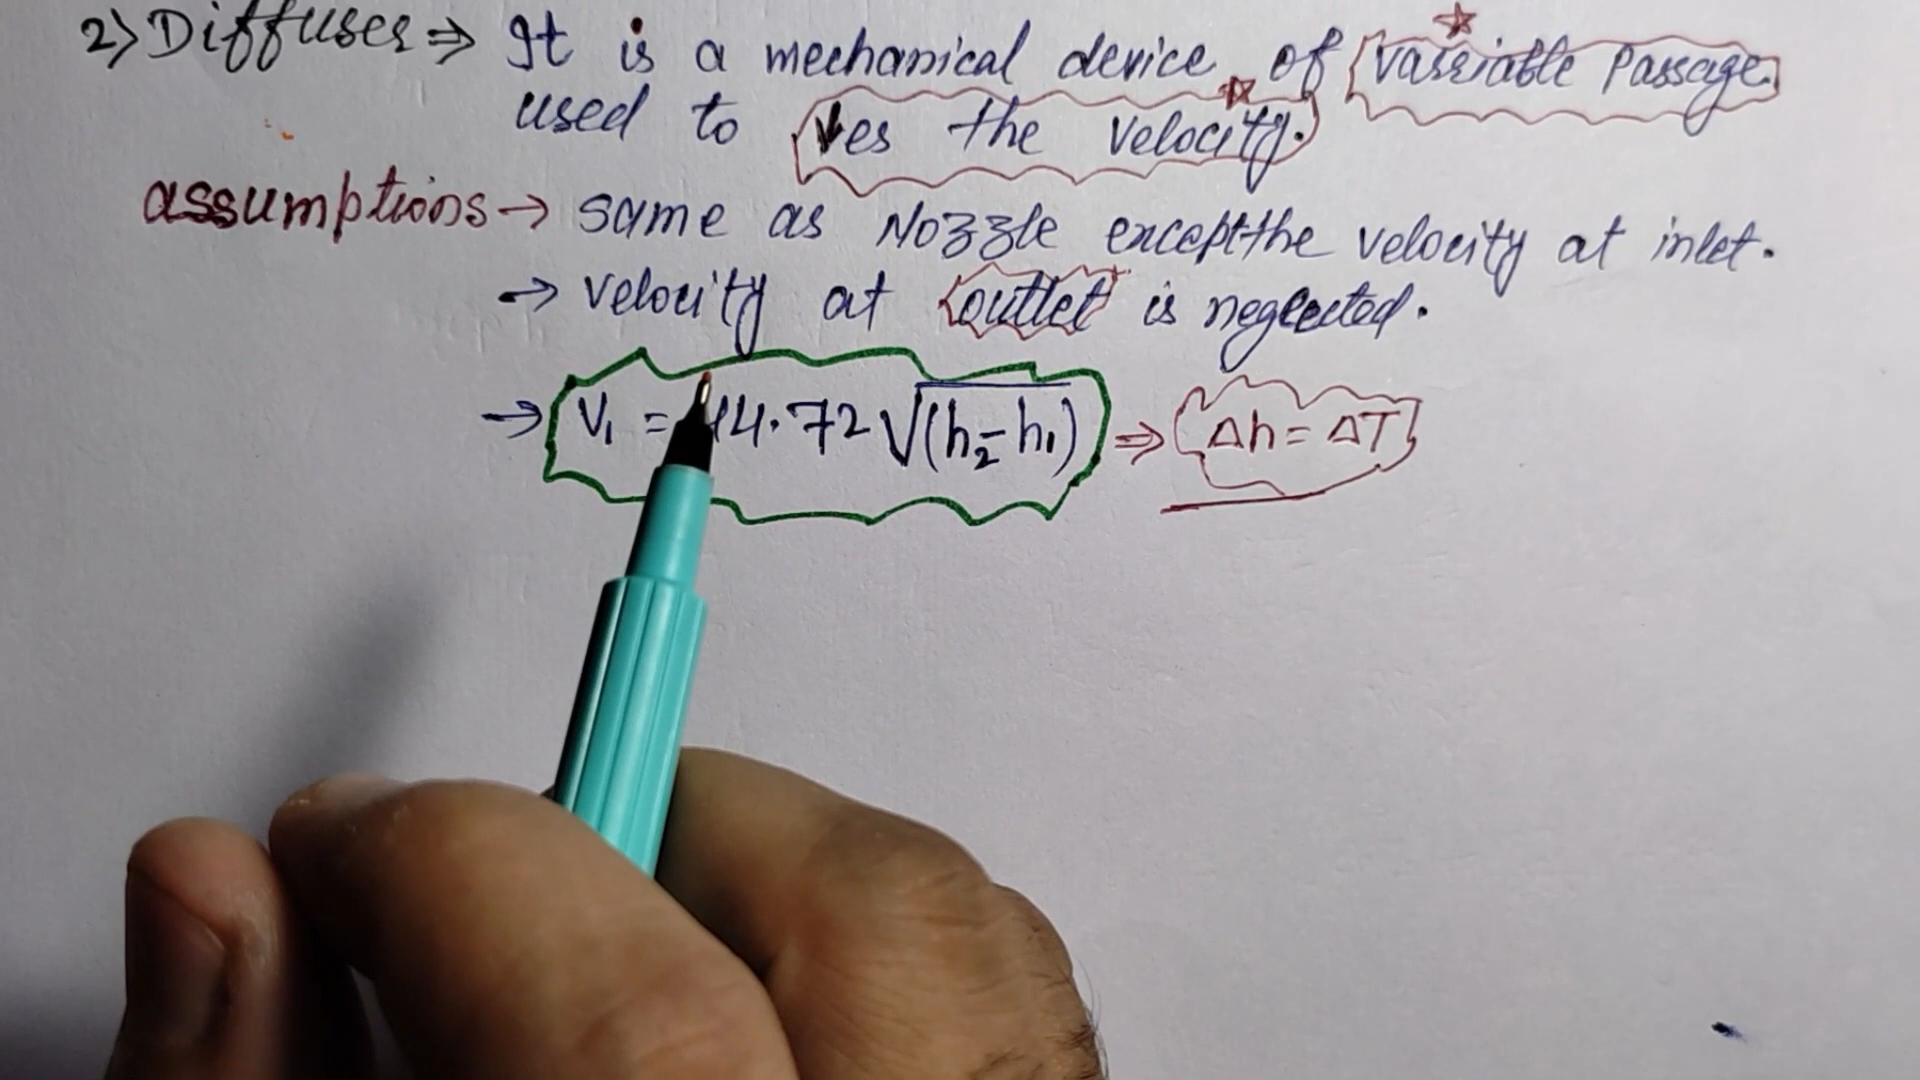 2) Diffuser ⇒ It is a mechanical device of variable Passage.
used to ↓es the velocity.
assumptions → same as Nozzle except the velocity at inlet.
→ velocity at outlet is neglected.
→ V₁ = 44.72 √(h₂-h₁) ⇒ Δh = ΔT